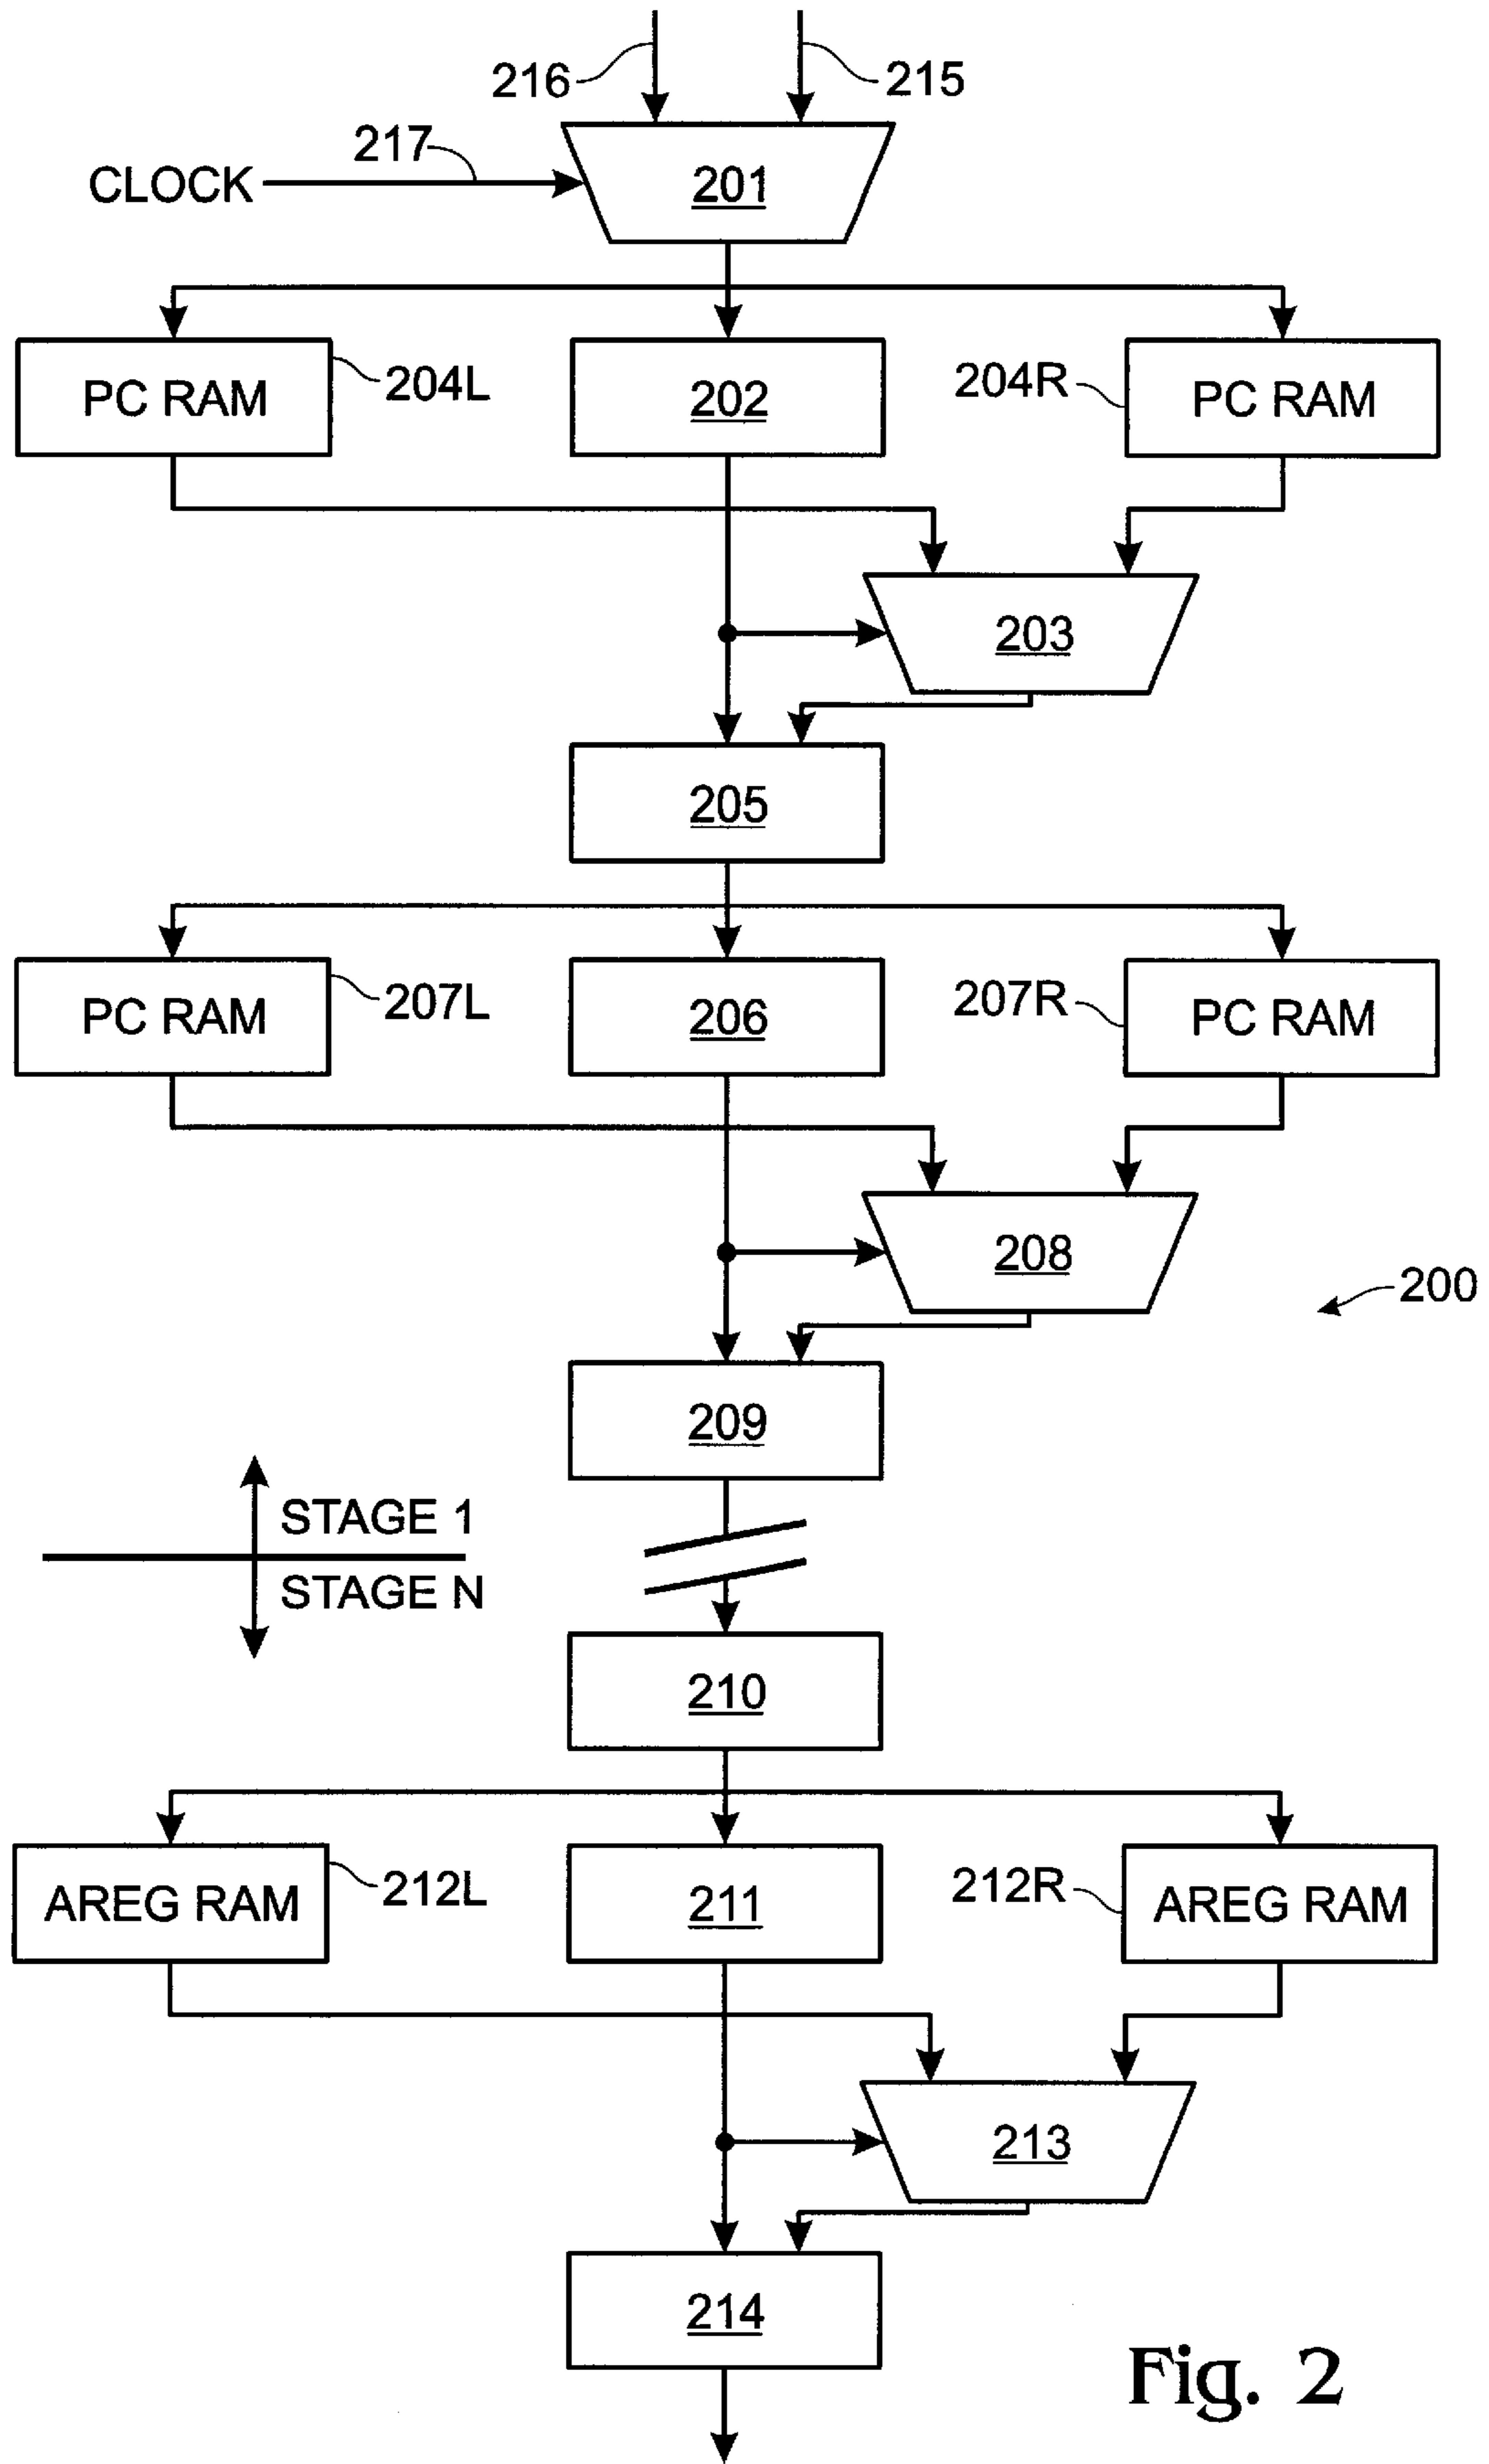 216
215
217
CLOCK
201
PC RAM
204L
202
204R
PC RAM
203
205
PC RAM
207L
206
207R
PC RAM
208
200
209
STAGE 1
STAGE N
210
AREG RAM
212L
211
212R
AREG RAM
213
214
Fig. 2